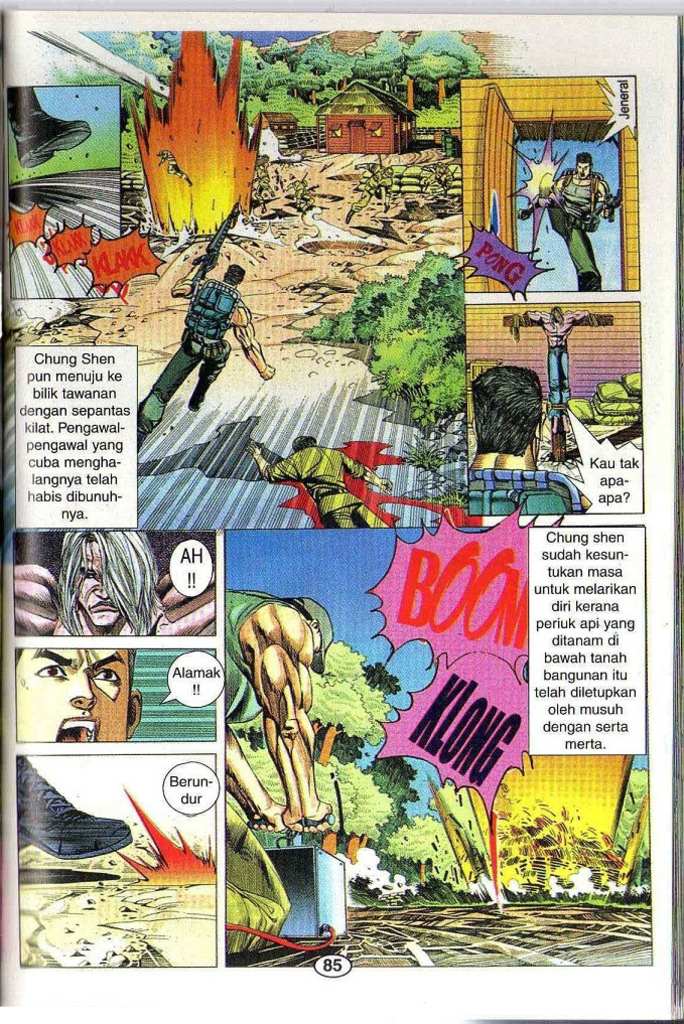 KLAKK
KLAKK
KLAKK
Chung Shen
pun menuju ke
bilik tawanan
dengan sepantas
kilat. Pengawal-
pengawal yang
cuba mengha-
langnya telah
habis dibunuh-
nya.
Jeneral
PONG
Kau tak
apa-
apa?
AH
!!
Alamak
!!
Berun-
dur
BOOM
KLONG
Chung shen
sudah kesun-
tukan masa
untuk melarikan
diri kerana
periuk api yang
ditanam di
bawah tanah
bangunan itu
telah diletupkan
oleh musuh
dengan serta
merta.
85